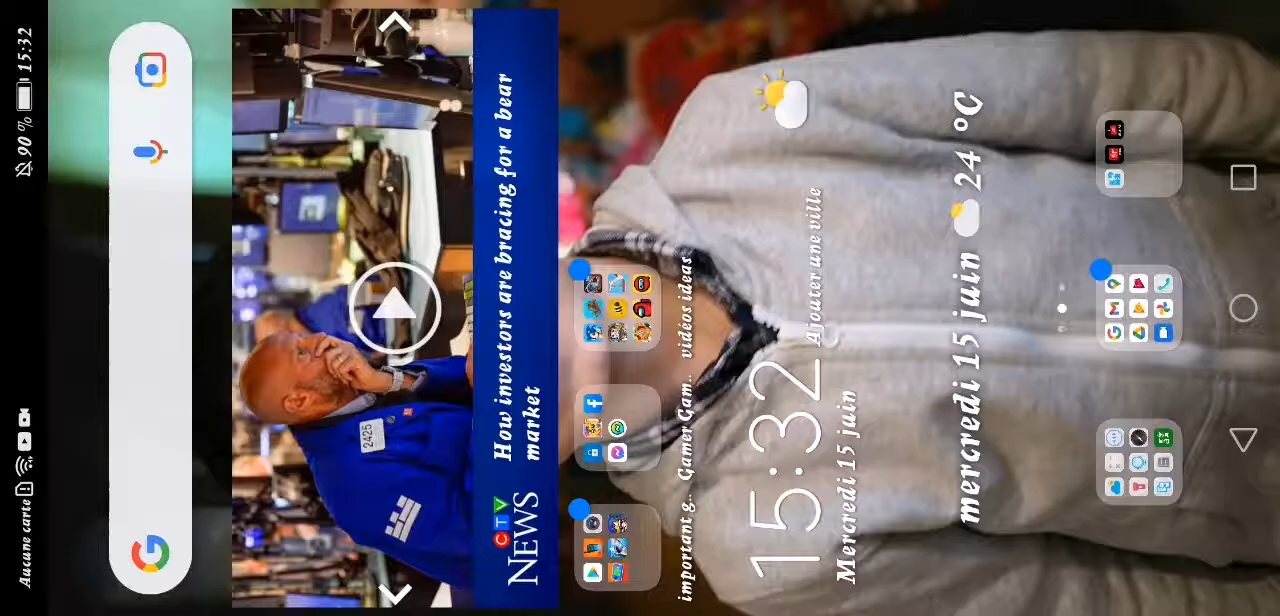 Aucune carte
90 % 15:32
How investors are bracing for a bear
market
CTV
NEWS
2425
important g..
Gamer Gam..
vidéos ideas
15:32
Ajouter une ville
Mercredi 15 juin
mercredi 15 juin 24 °C